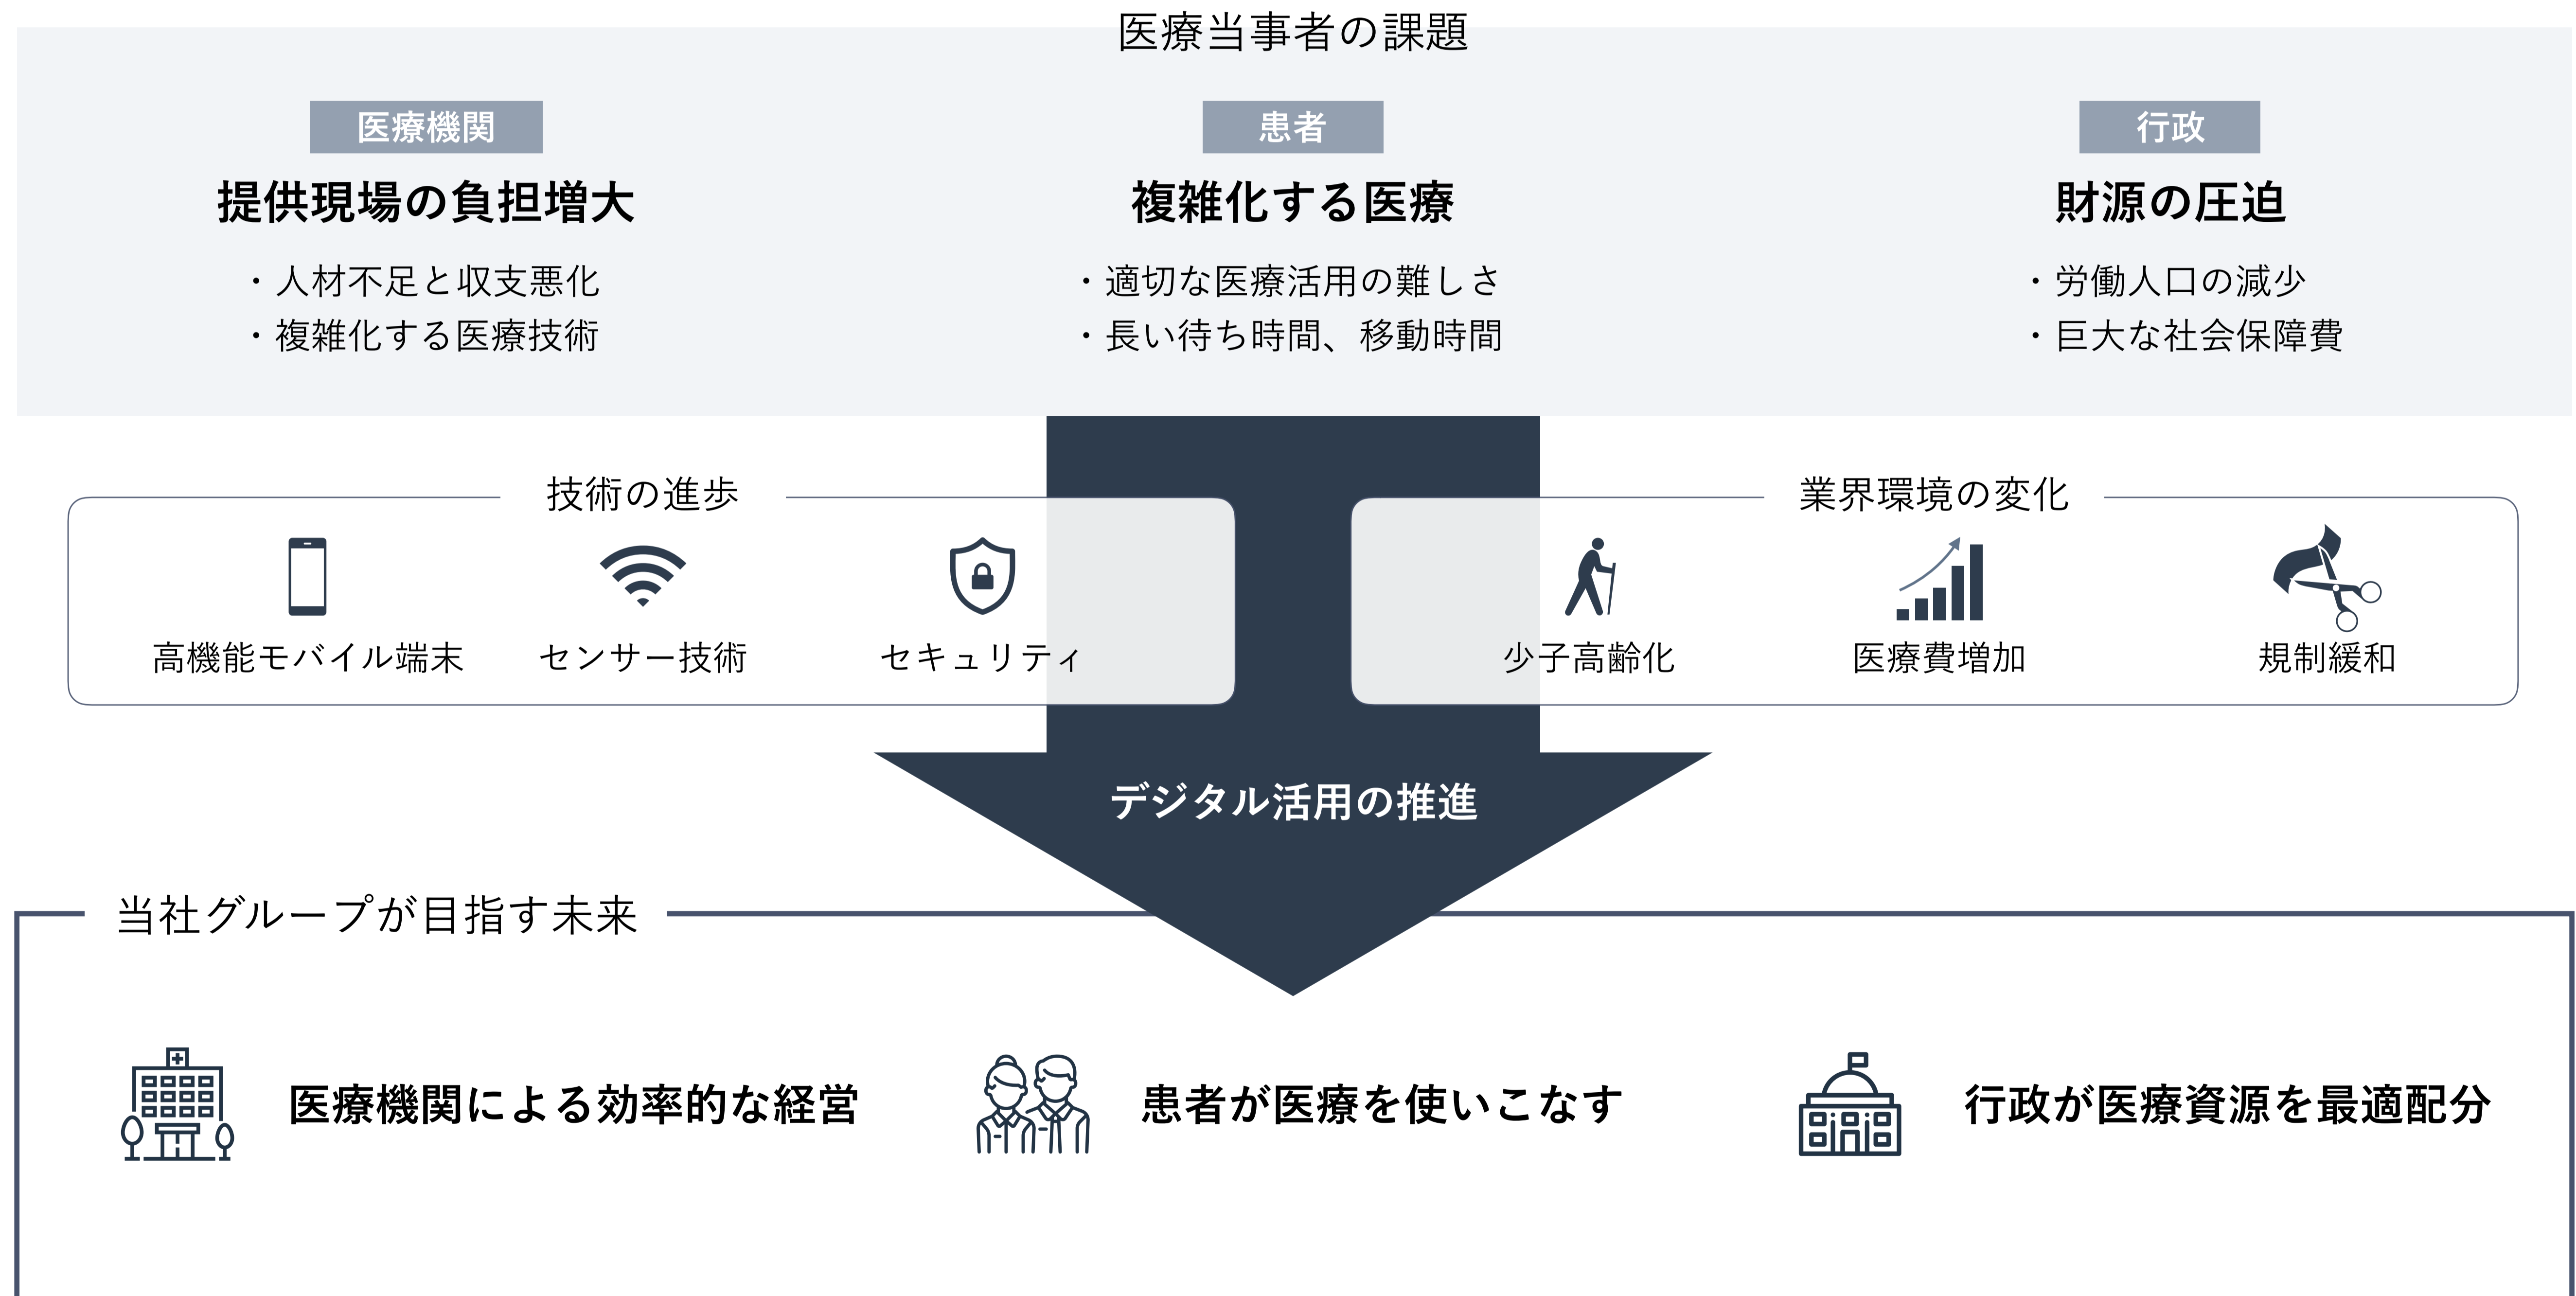 医療当事者の課題
医療機関
提供現場の負担増大
・人材不足と収支悪化
・複雑化する医療技術
患者
複雑化する医療
・適切な医療活用の難しさ
・長い待ち時間、移動時間
行政
財源の圧迫
・労働人口の減少
・巨大な社会保障費
技術の進歩
高機能モバイル端末
センサー技術
セキュリティ
業界環境の変化
少子高齢化
医療費増加
規制緩和
デジタル活用の推進
当社グループが目指す未来
医療機関による効率的な経営
患者が医療を使いこなす
行政が医療資源を最適配分